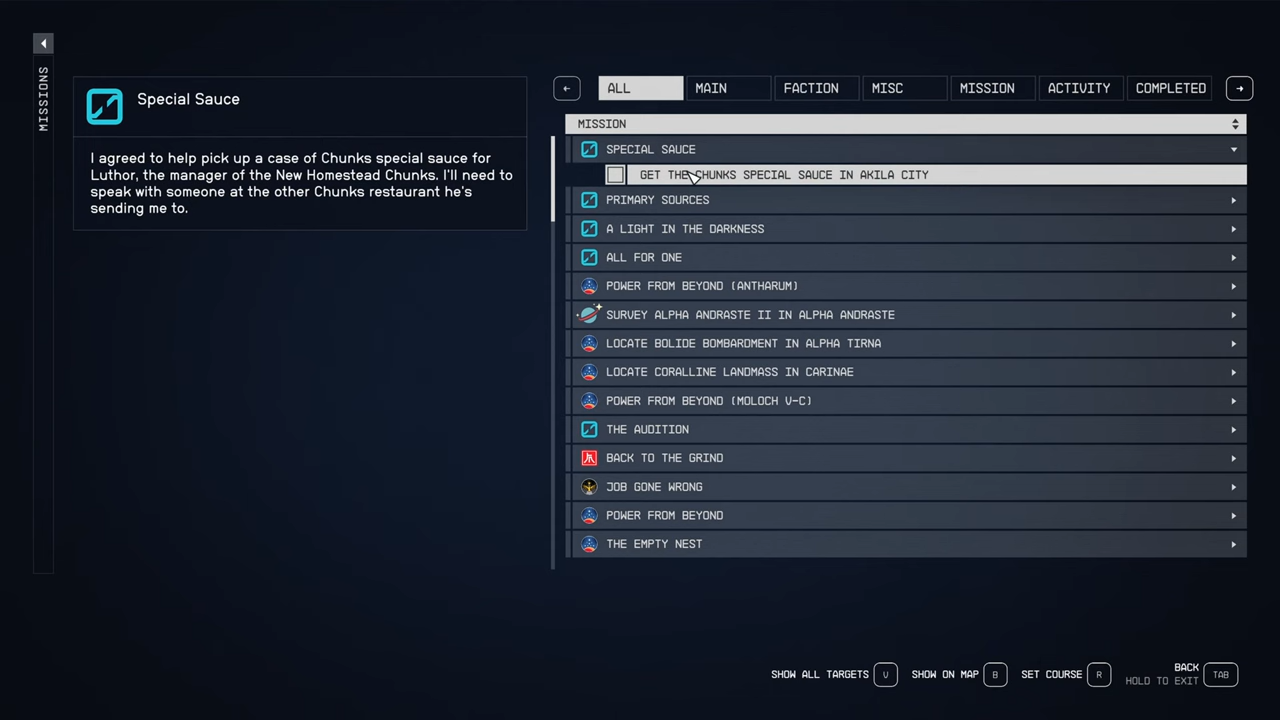 MISSIONS
Special Sauce
I agreed to help pick up a case of Chunks special sauce for
Luthor, the manager of the New Homestead Chunks. I'll need to
speak with someone at the other Chunks restaurant he's
sending me to.
ALL MAIN FACTION MISC MISSION ACTIVITY COMPLETED
MISSION
SPECIAL SAUCE
GET THE CHUNKS SPECIAL SAUCE IN AKILA CITY
PRIMARY SOURCES
A LIGHT IN THE DARKNESS
ALL FOR ONE
POWER FROM BEYOND (ANTHARUM)
SURVEY ALPHA ANDRASTE II IN ALPHA ANDRASTE
LOCATE BOLIDE BOMBARDMENT IN ALPHA TIRNA
LOCATE CORALLINE LANDMASS IN CARINAE
POWER FROM BEYOND (MOLOCH V-C)
THE AUDITION
BACK TO THE GRIND
JOB GONE WRONG
POWER FROM BEYOND
THE EMPTY NEST
SHOW ALL TARGETS V SHOW ON MAP B SET COURSE R BACK
HOLD TO EXIT TAB